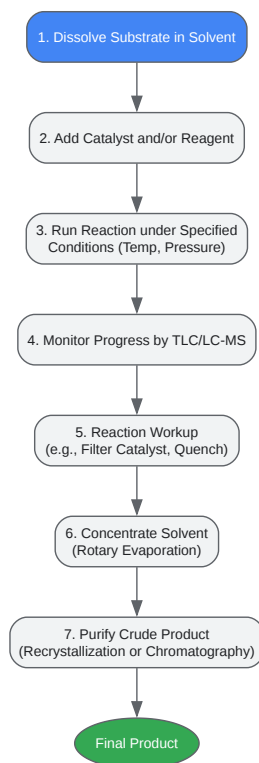 1. Dissolve Substrate in Solvent
2. Add Catalyst and/or Reagent
3. Run Reaction under Specified
Conditions (Temp, Pressure)
4. Monitor Progress by TLC/LC-MS
5. Reaction Workup
(e.g., Filter Catalyst, Quench)
6. Concentrate Solvent
(Rotary Evaporation)
7. Purify Crude Product
(Recrystallization or Chromatography)
Final Product